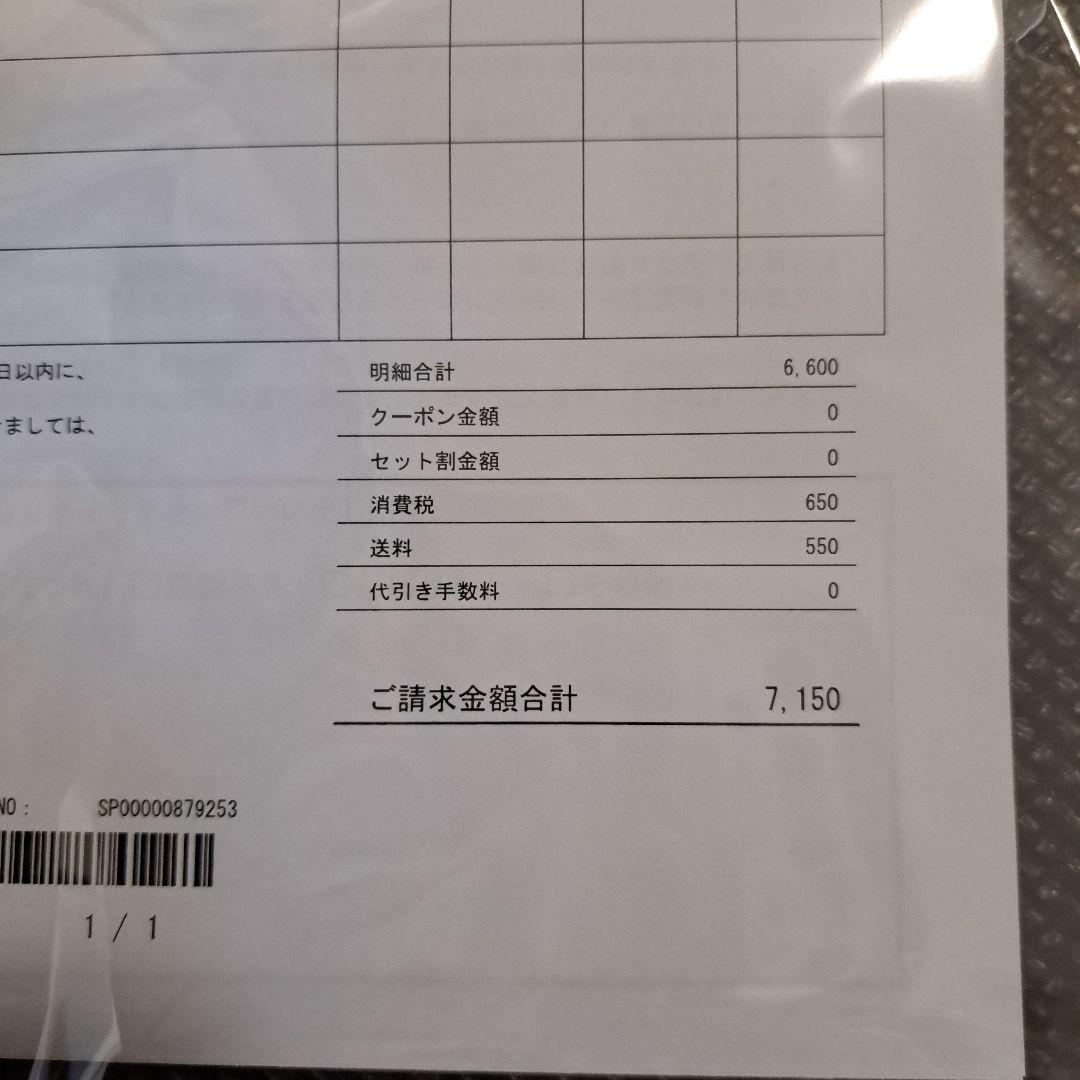 日以内に、
ましては、
明細合計 6,600
クーポン金額 0
セット割金額 0
消費税 650
送料 550
代引き手数料 0
ご請求金額合計 7,150
NO: SP00000879253
1 / 1